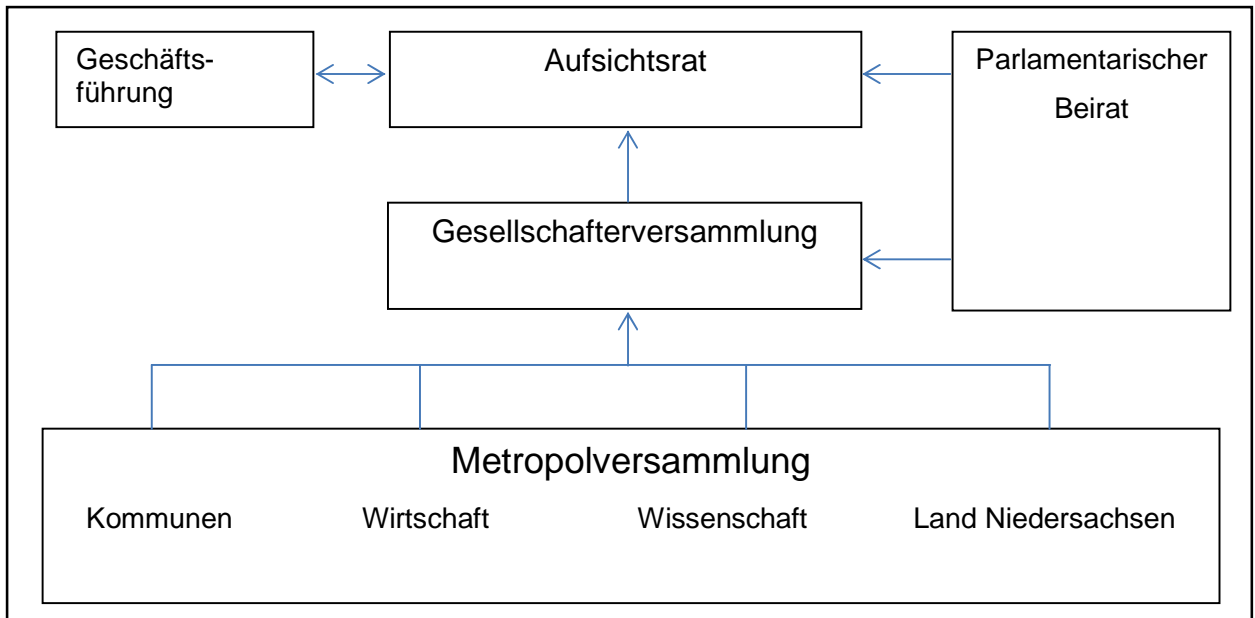 Geschäfts-
führung
Aufsichtsrat
Parlamentarischer
Beirat
Gesellschafterversammlung
Metropolversammlung
Kommunen Wirtschaft Wissenschaft Land Niedersachsen